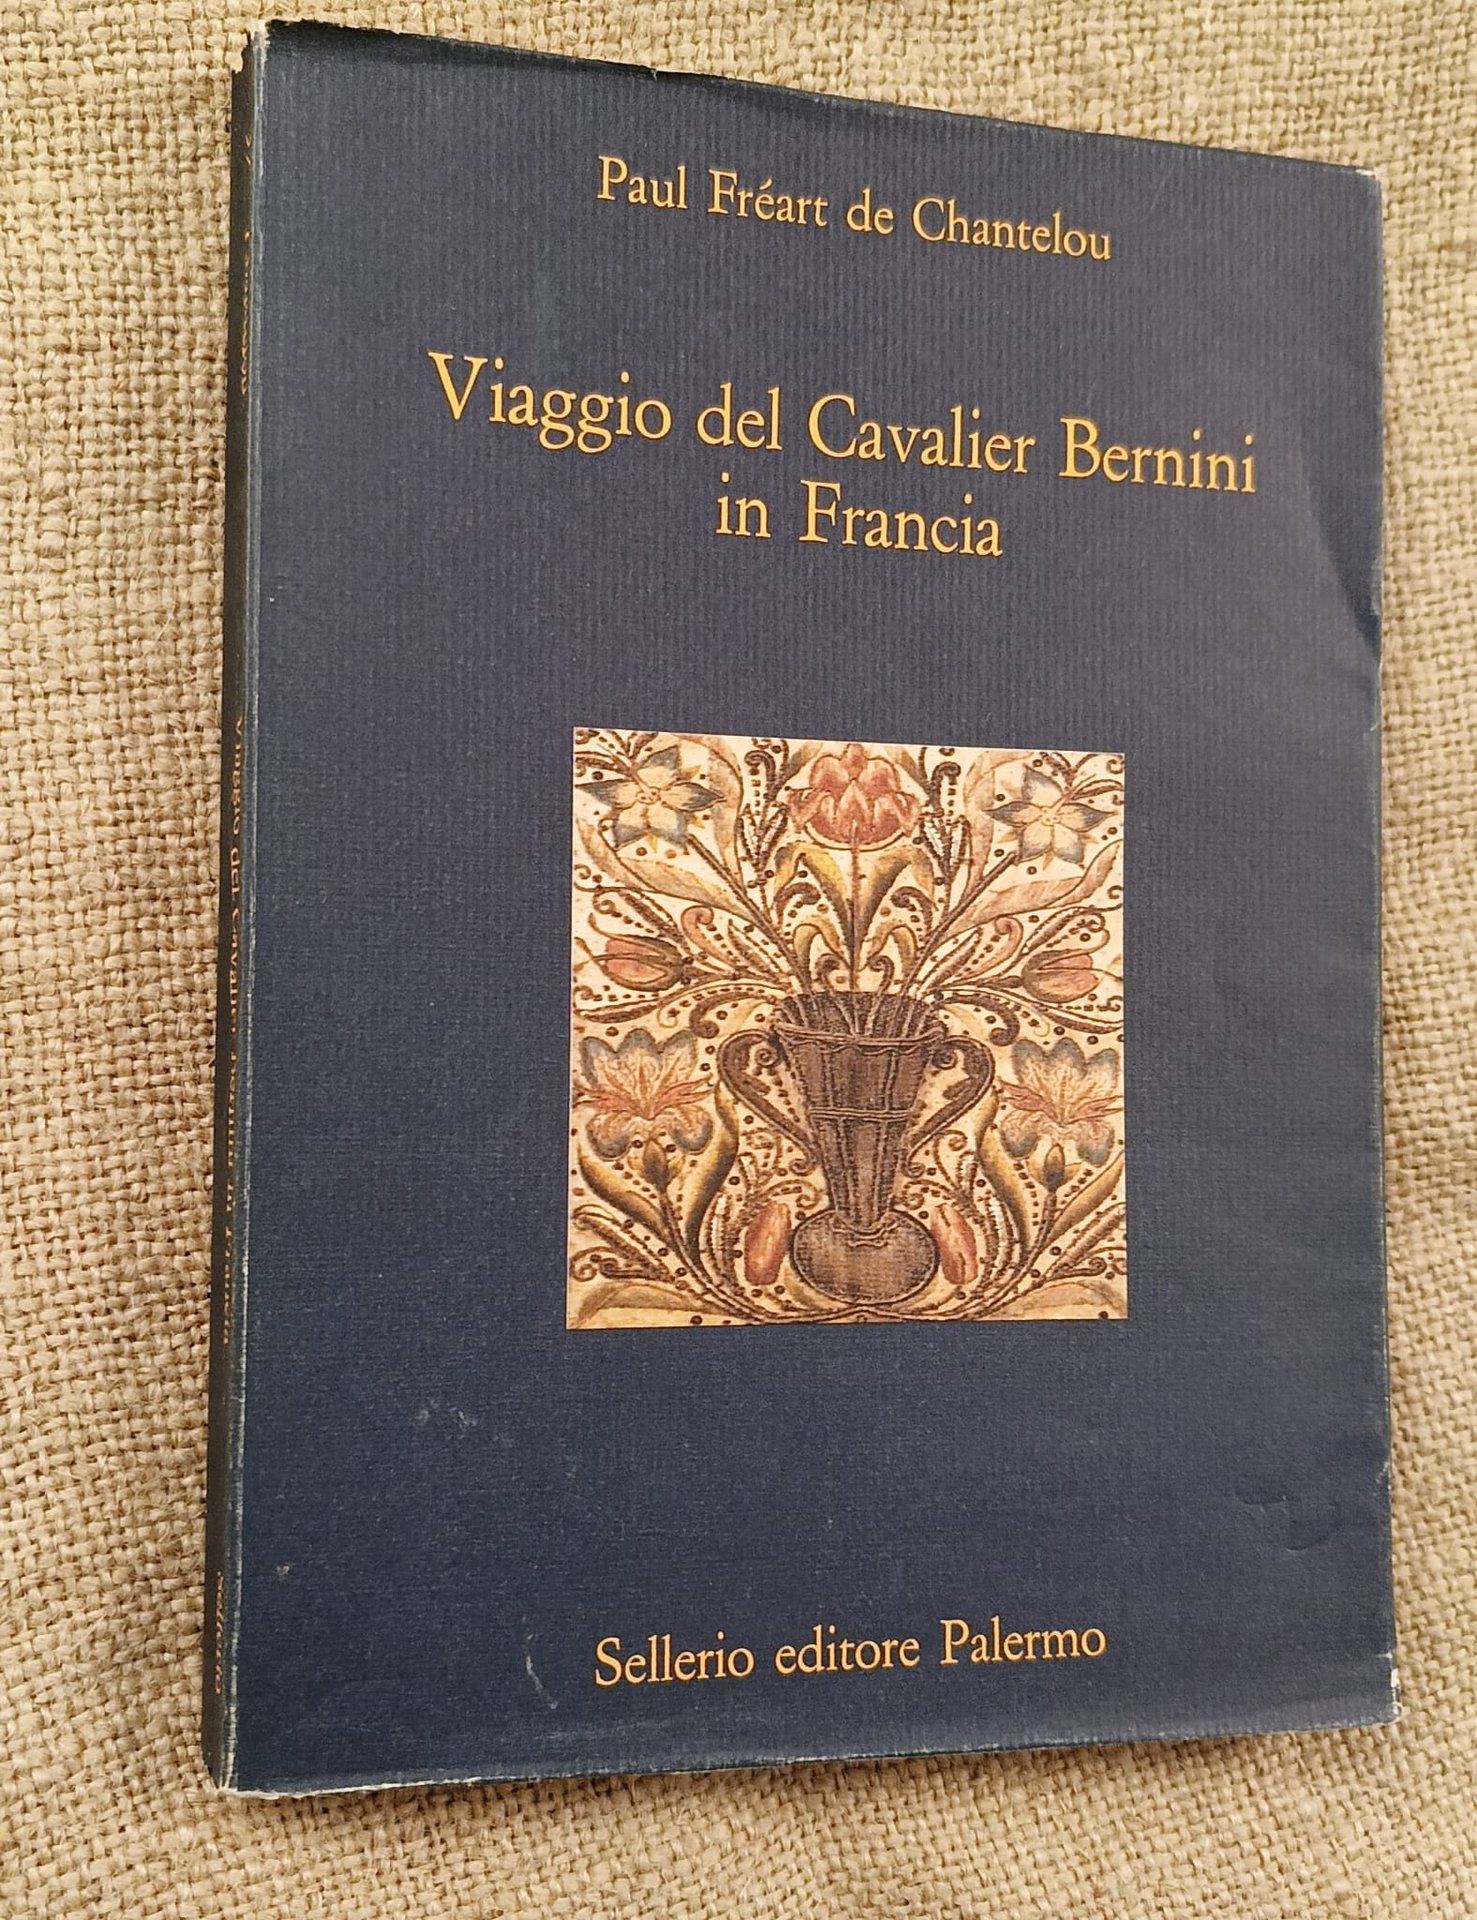 Paul Fréart de Chantelou
Viaggio del Cavalier Bernini
in Francia
Sellerio editore Palermo